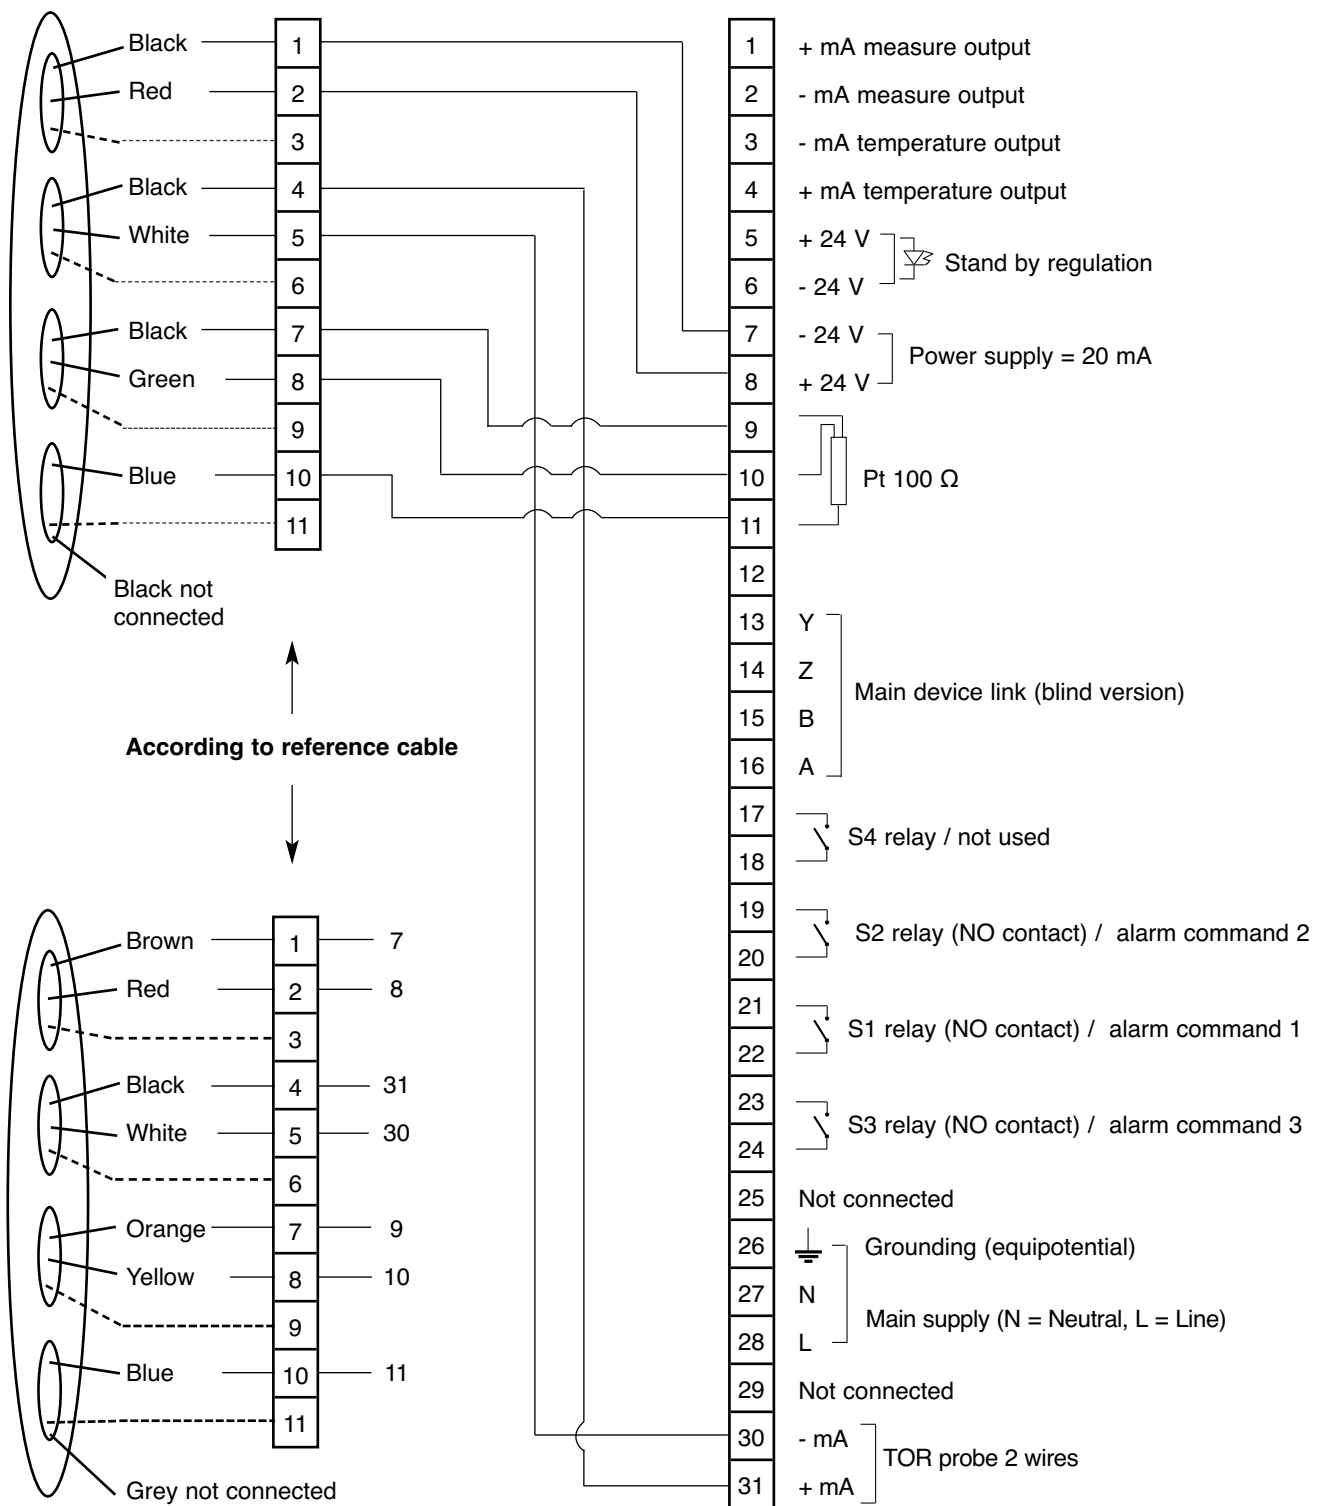 Black 1
Red 2
3
Black 4
White 5
6
Black 7
Green 8
9
Blue 10
11
Black not
connected
According to reference cable
Brown 1 7
Red 2 8
3
Black 4 31
White 5 30
6
Orange 7 9
Yellow 8 10
9
Blue 10 11
11
Grey not connected
1 + mA measure output
2 - mA measure output
3 - mA temperature output
4 + mA temperature output
5 + 24 V
Stand by regulation
6 - 24 V
7 - 24 V
Power supply = 20 mA
8 + 24 V
9
10 Pt 100 Ω
11
12
13 Y
14 Z
Main device link (blind version)
15 B
16 A
17
S4 relay / not used
18
19
S2 relay (NO contact) / alarm command 2
20
21
S1 relay (NO contact) / alarm command 1
22
23
S3 relay (NO contact) / alarm command 3
24
25 Not connected
26 Grounding (equipotential)
27 N
Main supply (N = Neutral, L = Line)
28 L
29 Not connected
30 - mA
TOR probe 2 wires
31 + mA